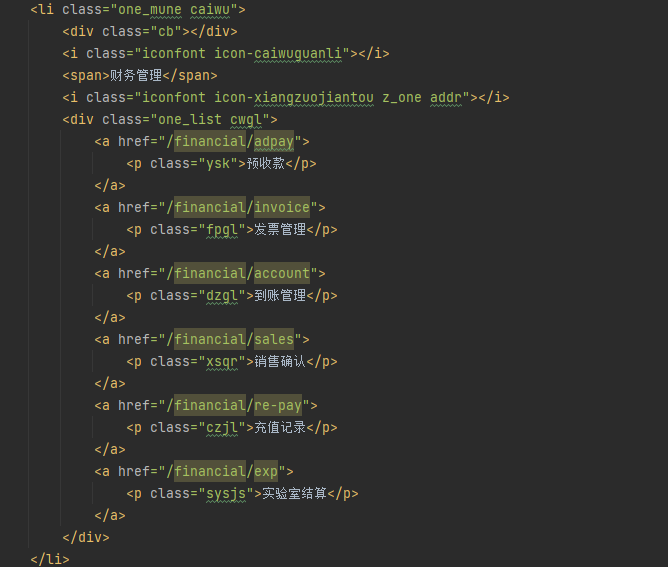 <li class="one_mune caiwu">
<div class="cb"></div>
<i class="iconfont icon-caiwuguanli"></i>
<span>财务管理</span>
<i class="iconfont icon-xiangzuojiantou z_one addr"></i>
<div class="one_list cwgl">
<a href="/financial/adpay">
<p class="ysk">预收款</p>
</a>
<a href="/financial/invoice">
<p class="fpgl">发票管理</p>
</a>
<a href="/financial/account">
<p class="dzgl">到账管理</p>
</a>
<a href="/financial/sales">
<p class="xsqr">销售确认</p>
</a>
<a href="/financial/re-pay">
<p class="czjl">充值记录</p>
</a>
<a href="/financial/exp">
<p class="sysjs">实验室结算</p>
</a>
</div>
</li>